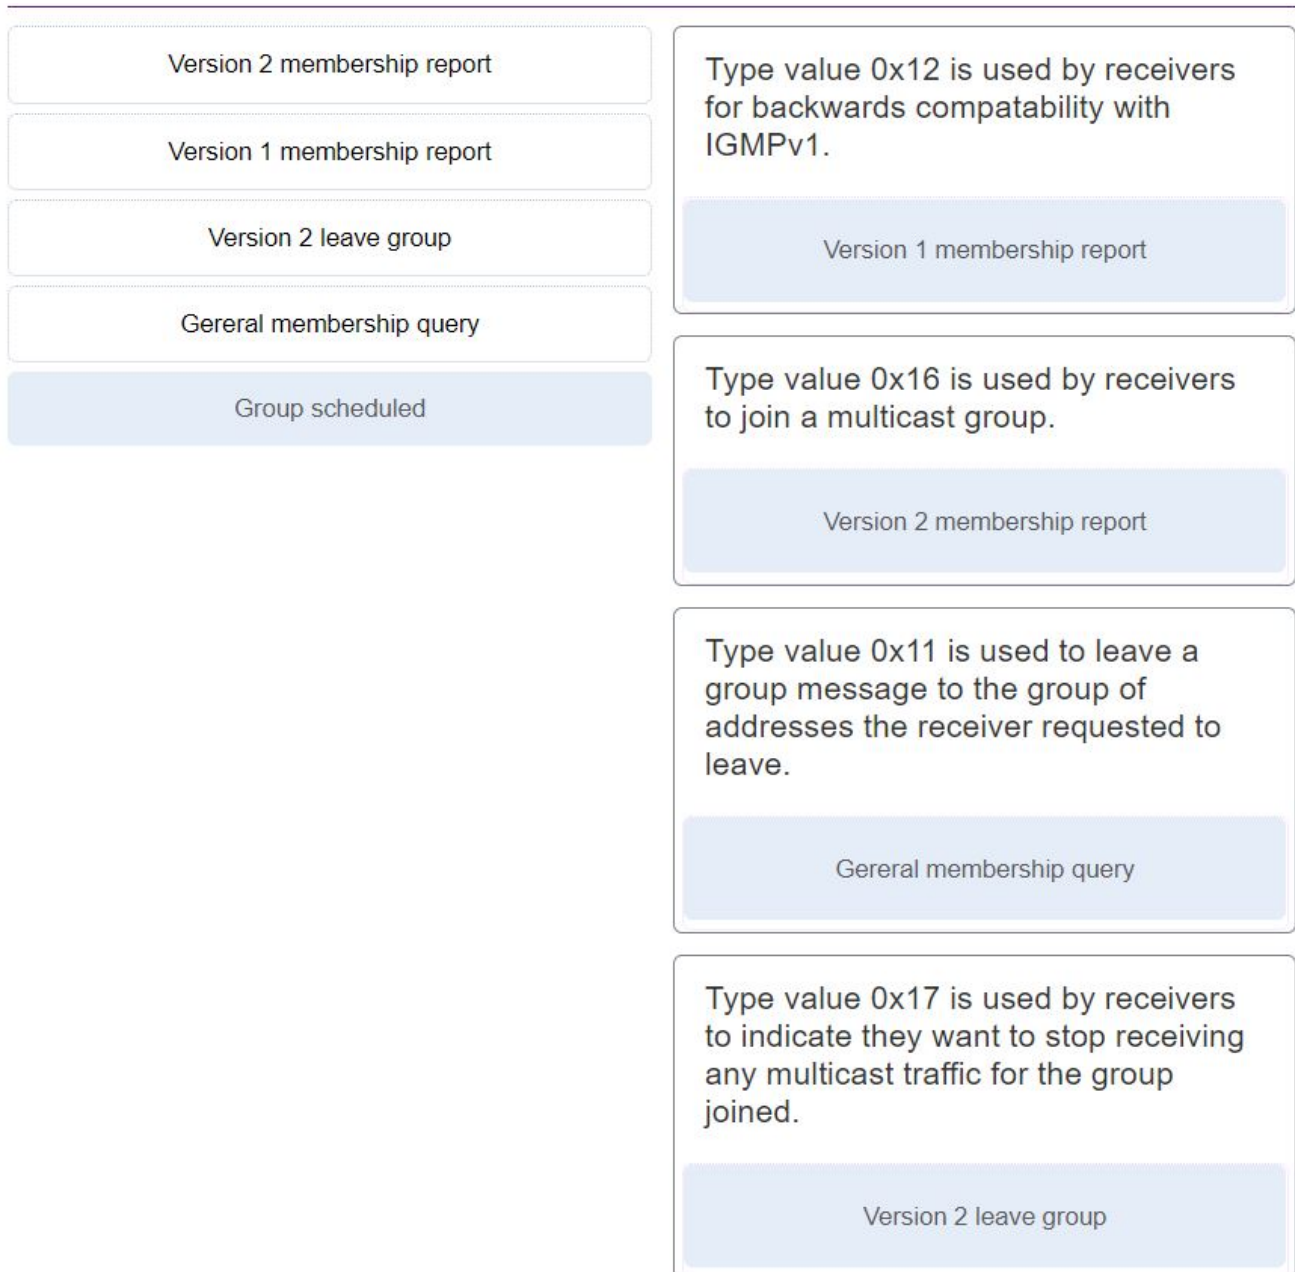 Version 2 membership report
Version 1 membership report
Version 2 leave group
Gereral membership query
Group scheduled
Type value 0x12 is used by receivers
for backwards compatability with
IGMPv1.
Version 1 membership report
Type value 0x16 is used by receivers
to join a multicast group.
Version 2 membership report
Type value 0x11 is used to leave a
group message to the group of
addresses the receiver requested to
leave.
Gereral membership query
Type value 0x17 is used by receivers
to indicate they want to stop receiving
any multicast traffic for the group
joined.
Version 2 leave group